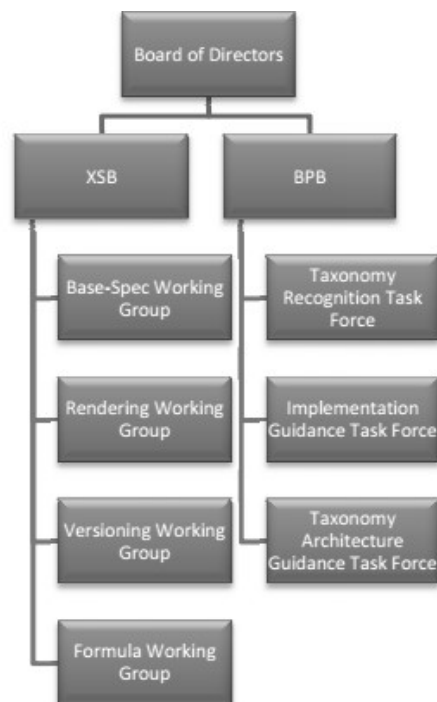 Board of Directors
XSB
BPB
Base-Spec Working
Group
Taxonomy
Recognition Task
Force
Rendering Working
Group
Implementation
Guidance Task Force
Versioning Working
Group
Taxonomy
Architecture
Guidance Task Force
Formula Working
Group